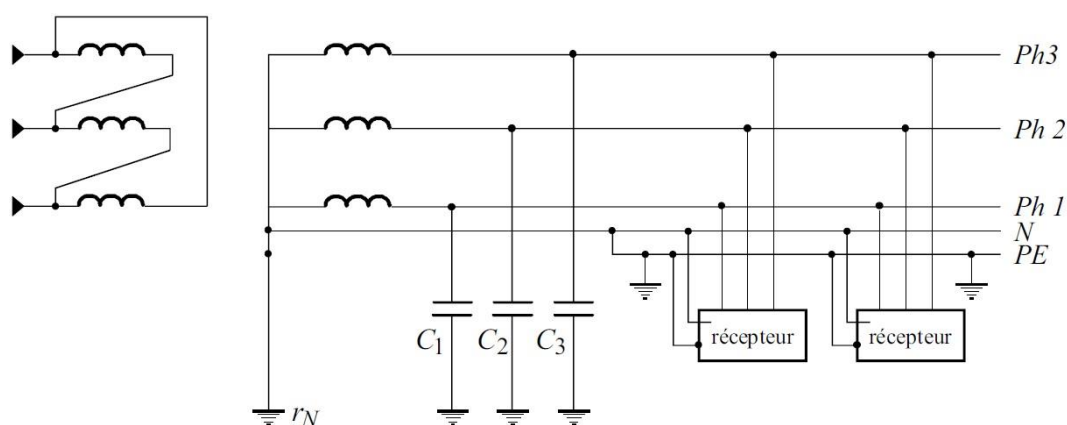 Ph3
Ph 2
Ph 1
N
PE
C1 C2 C3
récepteur récepteur
rN